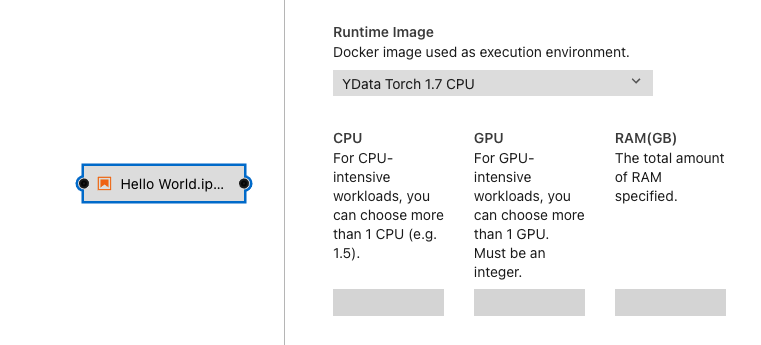 Runtime Image
Docker image used as execution environment.
YData Torch 1.7 CPU
Hello World.ip...
CPU
For CPU-
intensive
workloads, you
can choose more
than 1 CPU (e.g.
1.5).
GPU
For GPU-
intensive
workloads, you
can choose more
than 1 GPU.
Must be an
integer.
RAM(GB)
The total amount
of RAM
specified.